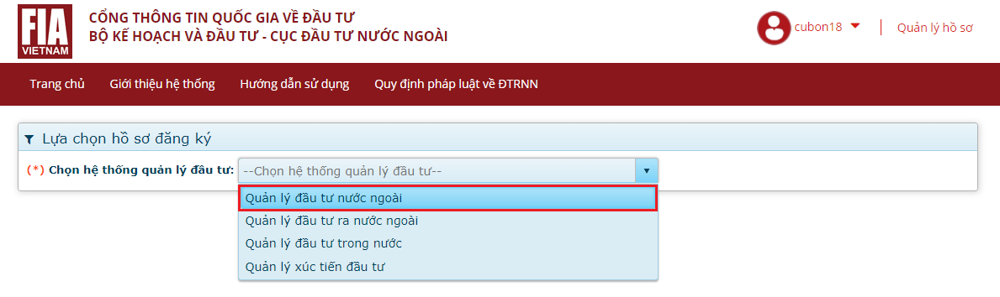 FIA
VIETNAM
CỔNG THÔNG TIN QUỐC GIA VỀ ĐẦU TƯ
BỘ KẾ HOẠCH VÀ ĐẦU TƯ - CỤC ĐẦU TƯ NƯỚC NGOÀI
cubon18
Quản lý hồ sơ
Trang chủ Giới thiệu hệ thống Hướng dẫn sử dụng Quy định pháp luật về ĐTRNN
Lựa chọn hồ sơ đăng ký
(*) Chọn hệ thống quản lý đầu tư: --Chọn hệ thống quản lý đầu tư--
Quản lý đầu tư nước ngoài
Quản lý đầu tư ra nước ngoài
Quản lý đầu tư trong nước
Quản lý xúc tiến đầu tư